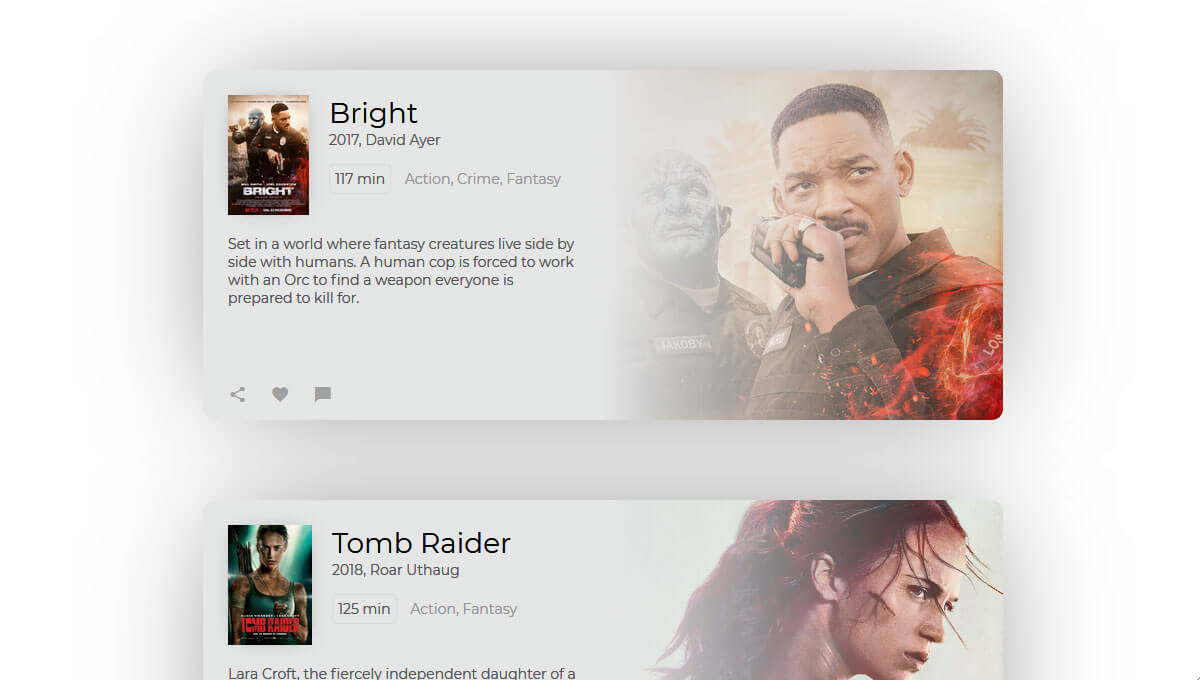 Bright
2017, David Ayer
117 min Action, Crime, Fantasy
BRIGHT
Set in a world where fantasy creatures live side by
side with humans. A human cop is forced to work
with an Orc to find a weapon everyone is
prepared to kill for.
JAKOBY
LOS
Tomb Raider
2018, Roar Uthaug
125 min Action, Fantasy
TOMB RAIDER
Lara Croft, the fiercely independent daughter of a